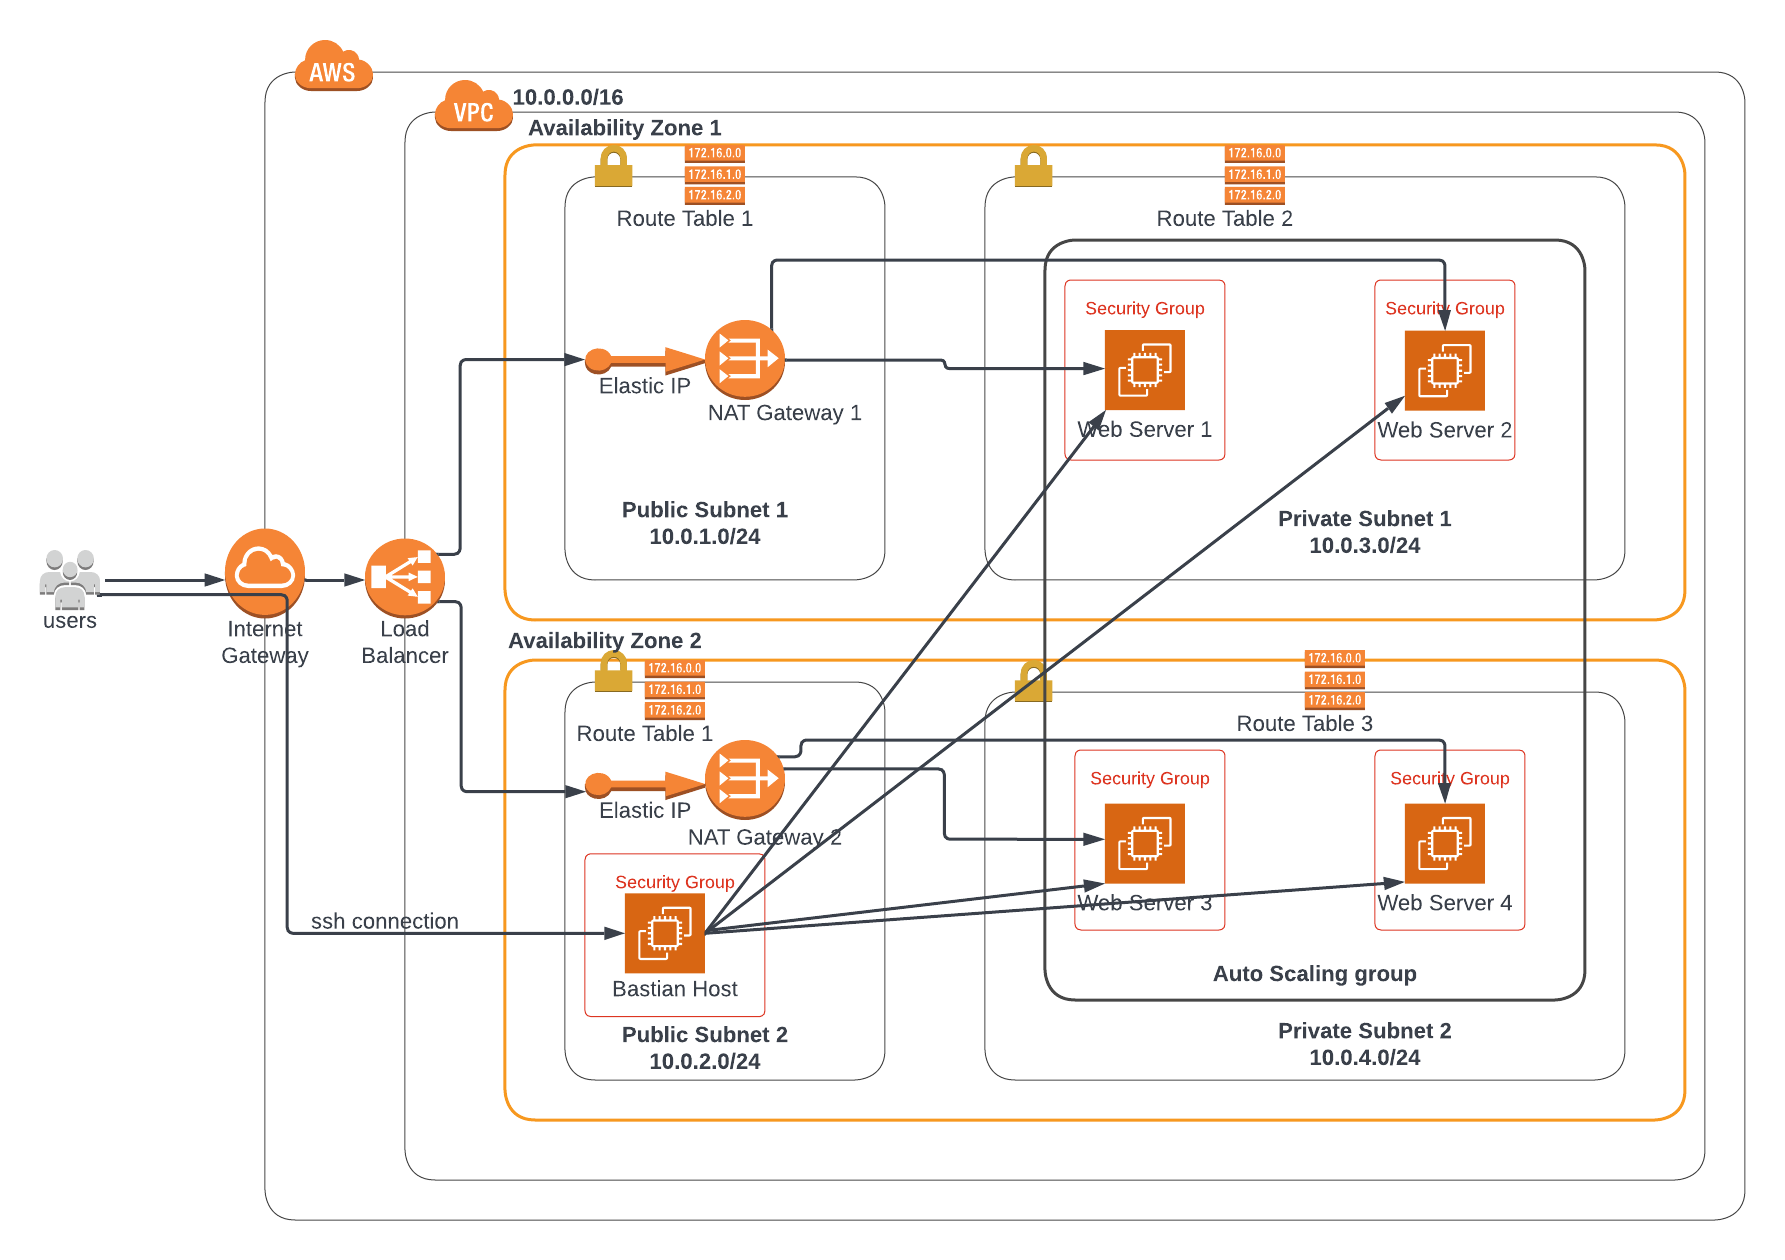 AWS
VPC
10.0.0.0/16
Availability Zone 1
172.16.0.0
172.16.1.0
172.16.2.0
Route Table 1
172.16.0.0
172.16.1.0
172.16.2.0
Route Table 2
Security Group
Web Server 1
Security Group
Web Server 2
Elastic IP
NAT Gateway 1
Public Subnet 1
10.0.1.0/24
Private Subnet 1
10.0.3.0/24
users
Internet
Gateway
Load
Balancer
Availability Zone 2
172.16.0.0
172.16.1.0
172.16.2.0
Route Table 1
172.16.0.0
172.16.1.0
172.16.2.0
Route Table 3
Elastic IP
NAT Gateway 2
Security Group
Web Server 3
Security Group
Web Server 4
Security Group
ssh connection
Bastian Host
Auto Scaling group
Public Subnet 2
10.0.2.0/24
Private Subnet 2
10.0.4.0/24